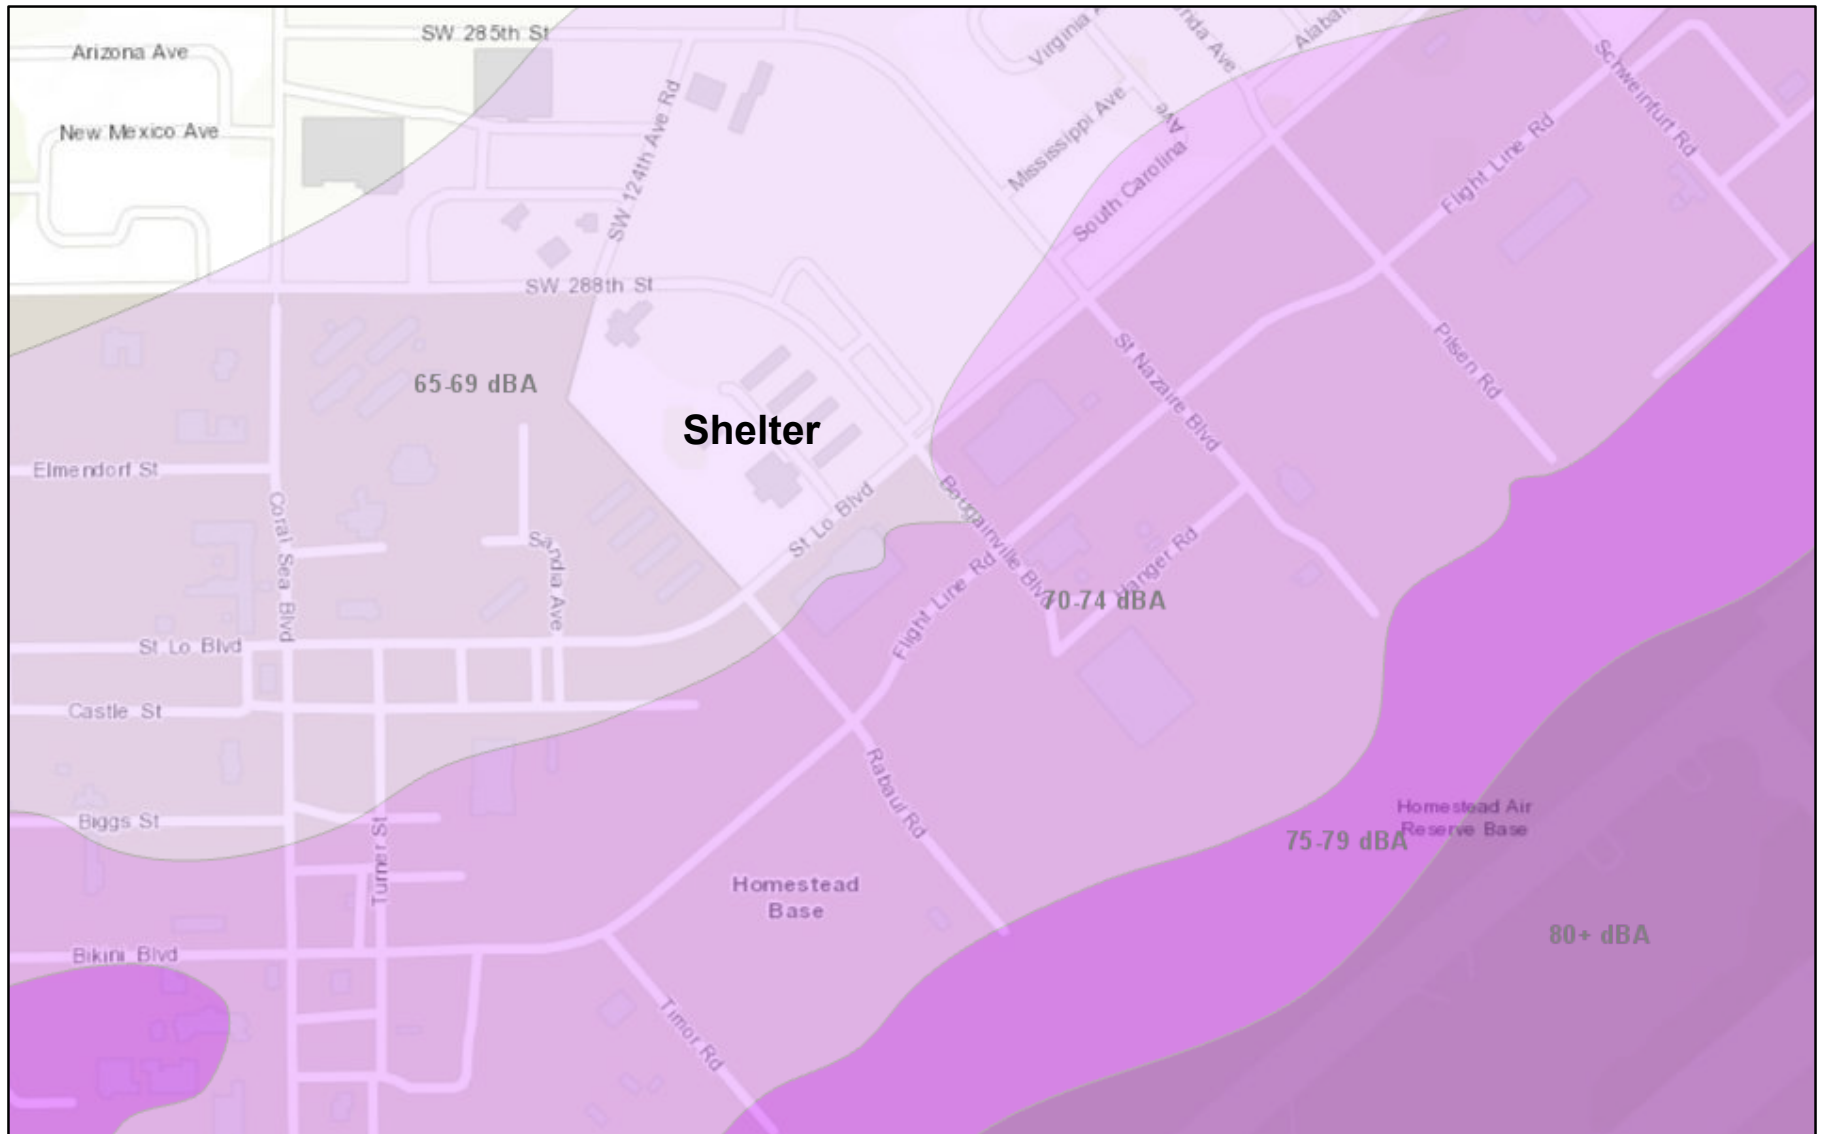 SW 285th St
Arizona Ave
New Mexico Ave
SW 124th Ave Rd
Virginia
Alabam
Schweinfurt Rd
Mississippi Ave
Ave
South Carolina
Flight Line Rd
SW 288th St
Pilsen Rd
St Nazaire Blvd
65-69 dBA
Shelter
Elmendorf St
Coral Sea Blvd
Sandia Ave
St Lo Blvd
Bougainville Blvd
Hanger Rd
Flight Line Rd
70-74 dBA
St Lo Blvd
Castle St
Rabaul Rd
Biggs St
Turner St
Homestead Air
Reserve Base
75-79 dBA
Homestead
Base
80+ dBA
Bikini Blvd
Timor Rd